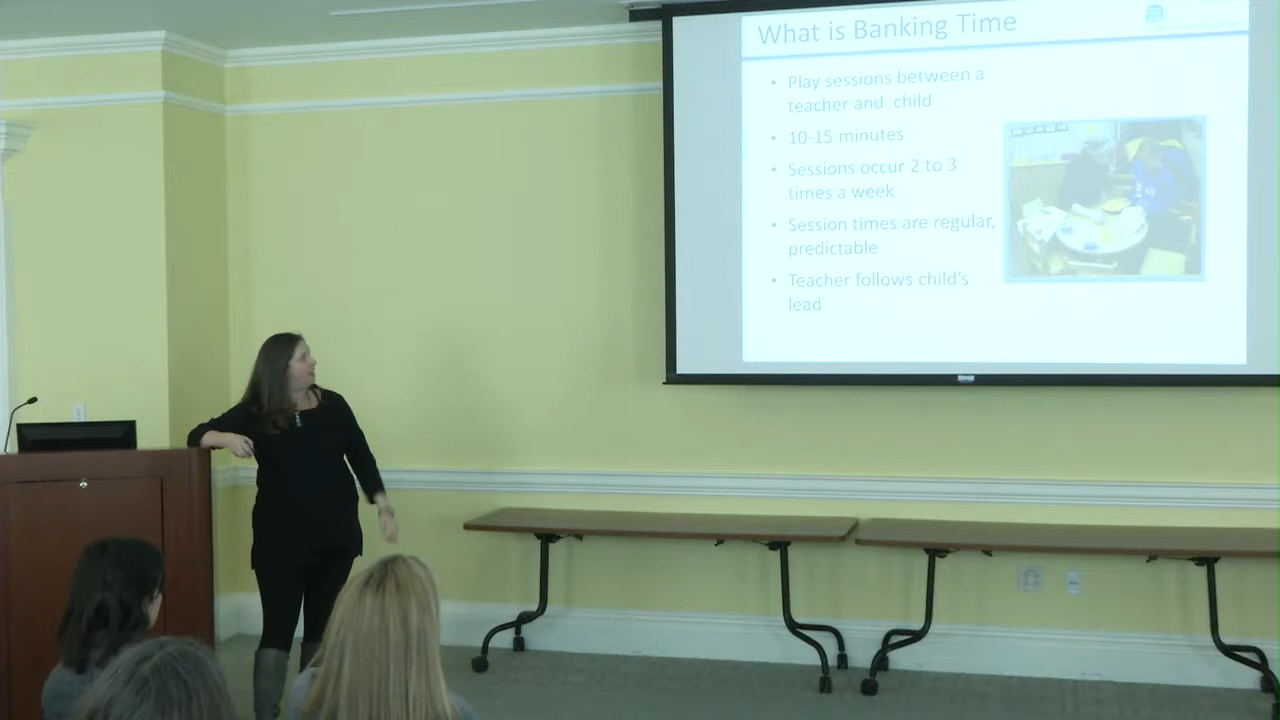 What is Banking Time
• Play sessions between a
teacher and child
• 10-15 minutes
• Sessions occur 2 to 3
times a week
• Session times are regular,
predictable
• Teacher follows child's
lead